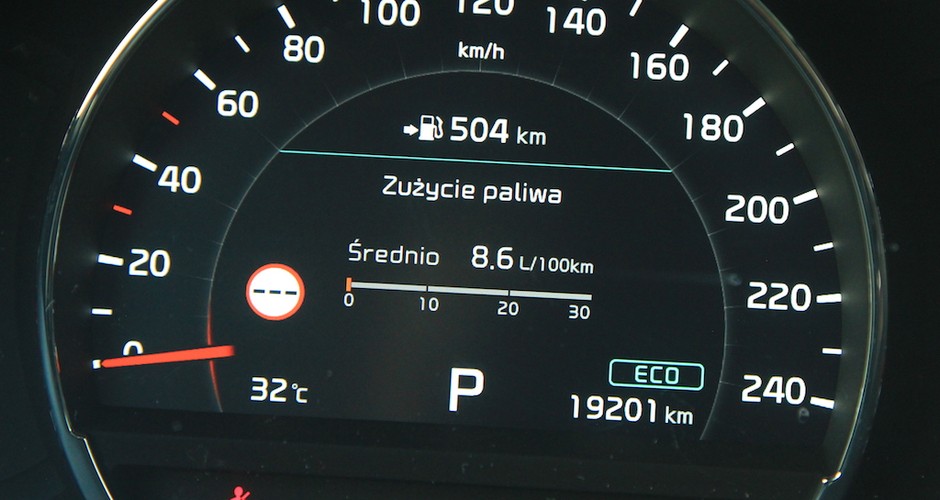 100 120 140
80 km/h 160
60 180
504 km
40 Zużycie paliwa 200
20 Średnio 8.6 L/100km 220
---
0 10 20 30
0
ECO
32°C P 240
19201 km